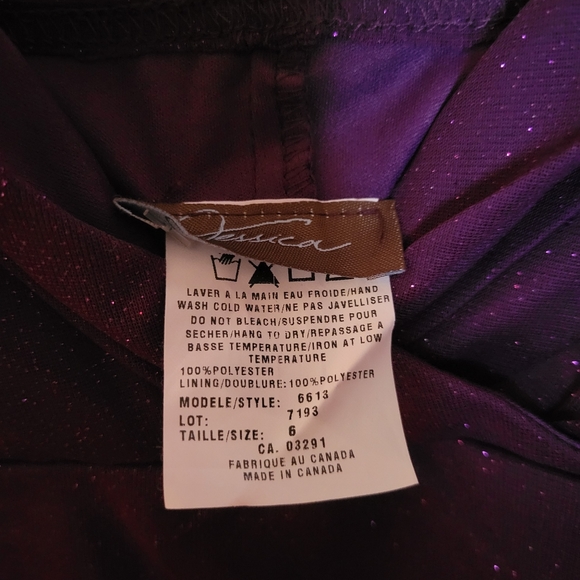 Jessica
LAVER A LA MAIN EAU FROIDE/HAND
WASH COLD WATER/NE PAS JAVELLISER
DO NOT BLEACH/SUSPENDRE POUR
SECHER/HANG TO DRY/REPASSAGE A
BASSE TEMPERATURE/IRON AT LOW
TEMPERATURE
100%POLYESTER
LINING/DOUBLURE:100%POLYESTER
MODELE/STYLE: 6613
LOT: 7193
TAILLE/SIZE: 6
CA. 03291
FABRIQUE AU CANADA
MADE IN CANADA